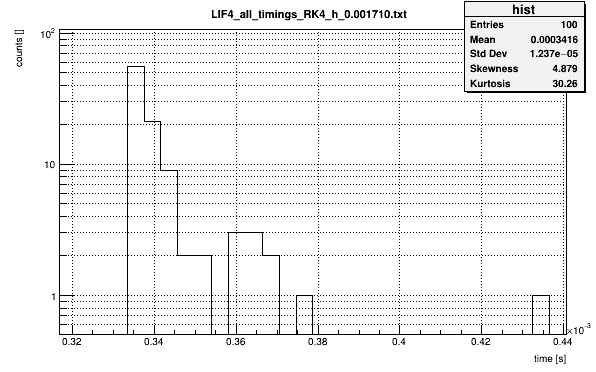 LIF4_all_timings_RK4_h_0.001710.txt
hist
Entries 100
Mean 0.0003416
Std Dev 1.237e−05
Skewness 4.879
Kurtosis 30.26
counts []
10²
10
1
0.32 0.34 0.36 0.38 0.4 0.42 0.44
×10⁻³
time [s]